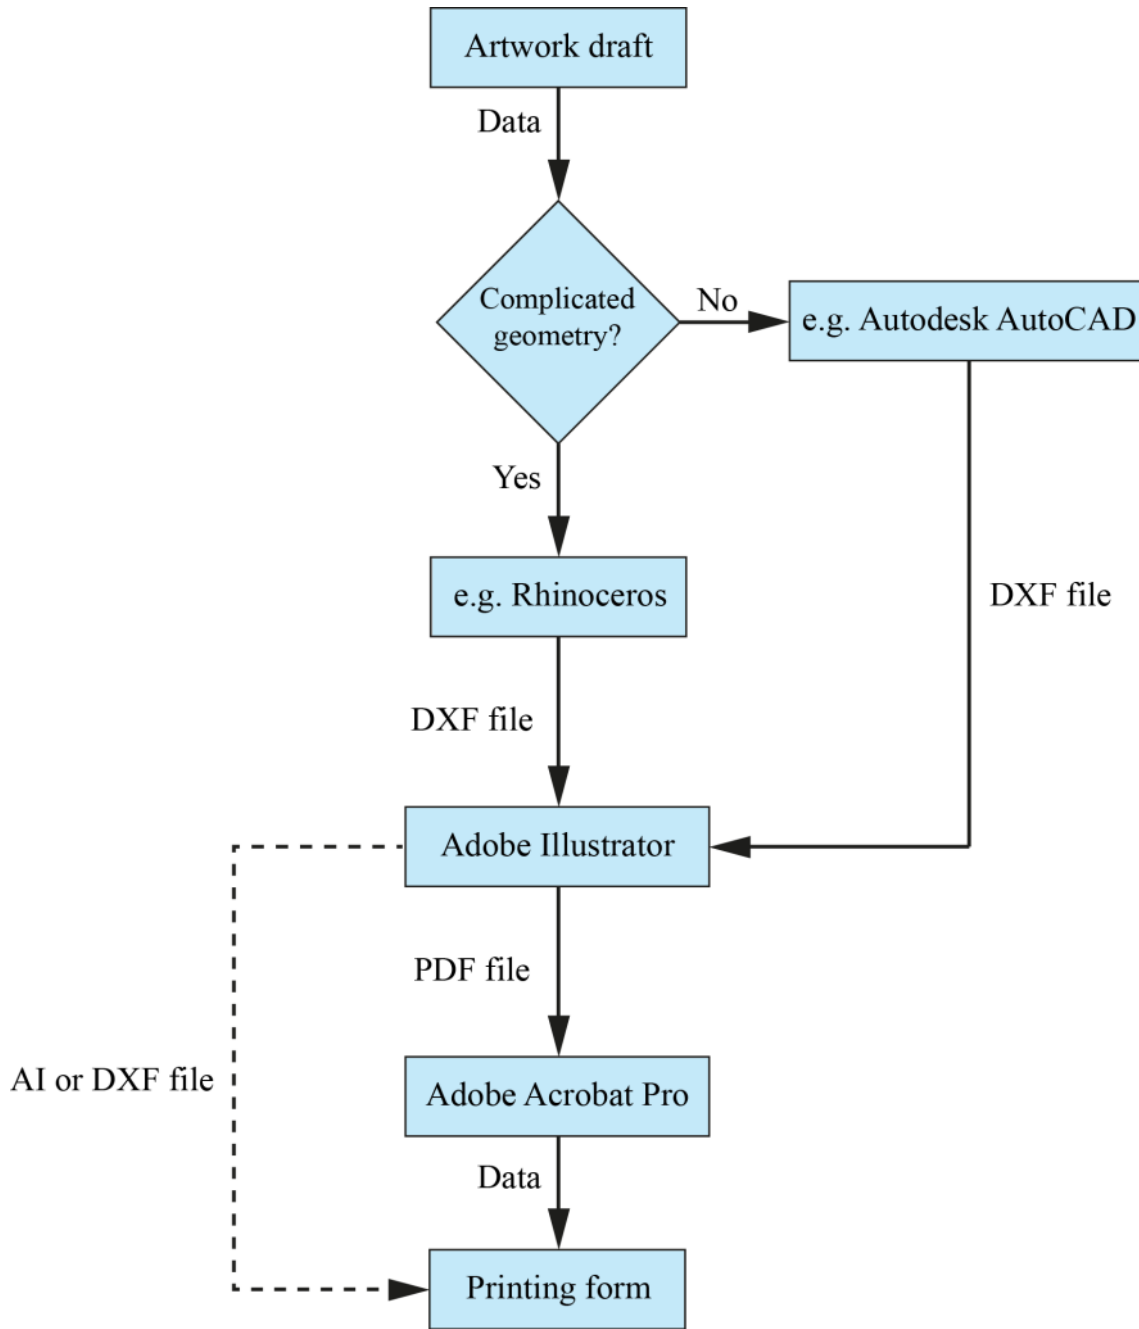 Artwork draft
Data
Complicated
geometry?
No
e.g. Autodesk AutoCAD
Yes
e.g. Rhinoceros
DXF file
DXF file
Adobe Illustrator
PDF file
AI or DXF file
Adobe Acrobat Pro
Data
Printing form